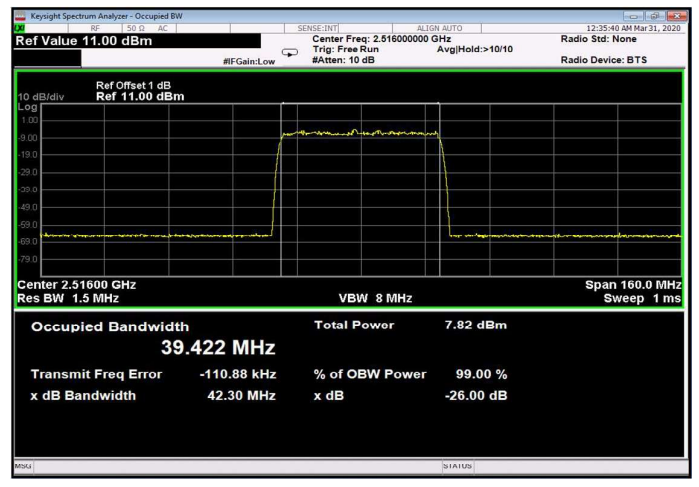 Keysight Spectrum Analyzer - Occupied BW
LXI RF 50 Ω AC SENSE:INT ALIGN AUTO 12:35:40 AM Mar 31, 2020
Ref Value 11.00 dBm Center Freq: 2.516000000 GHz Radio Std: None
Trig: Free Run Avg|Hold:>10/10
#IFGain:Low #Atten: 10 dB Radio Device: BTS
Ref Offset 1 dB
10 dB/div Ref 11.00 dBm
Log
1.00
-9.00
-19.0
-29.0
-39.0
-49.0
-59.0
-69.0
-79.0
Center 2.51600 GHz Span 160.0 MHz
Res BW 1.5 MHz VBW 8 MHz Sweep 1 ms
Occupied Bandwidth Total Power 7.82 dBm
39.422 MHz
Transmit Freq Error -110.88 kHz % of OBW Power 99.00 %
x dB Bandwidth 42.30 MHz x dB -26.00 dB
MSG STATUS